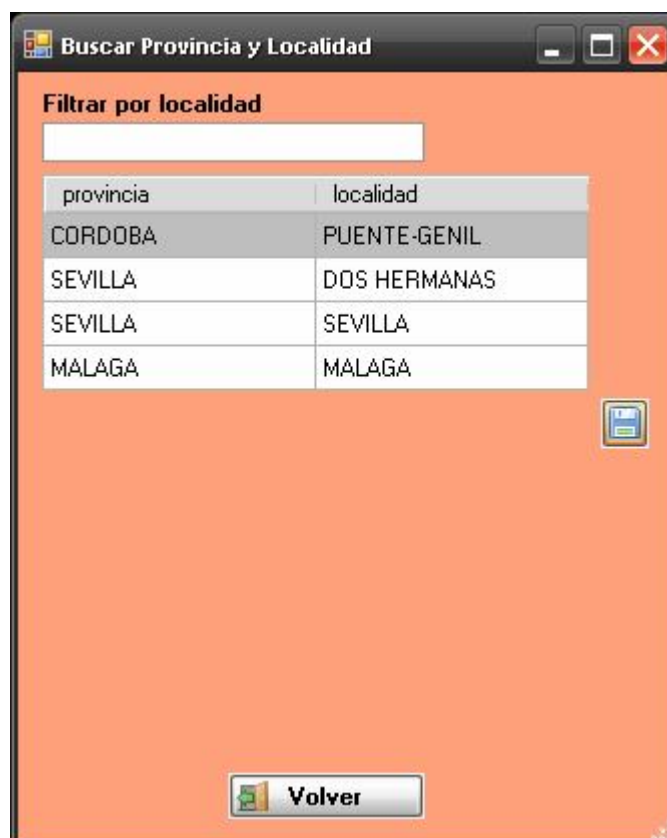 Buscar Provincia y Localidad
Filtrar por localidad
provincia localidad
CORDOBA PUENTE-GENIL
SEVILLA DOS HERMANAS
SEVILLA SEVILLA
MALAGA MALAGA
Volver